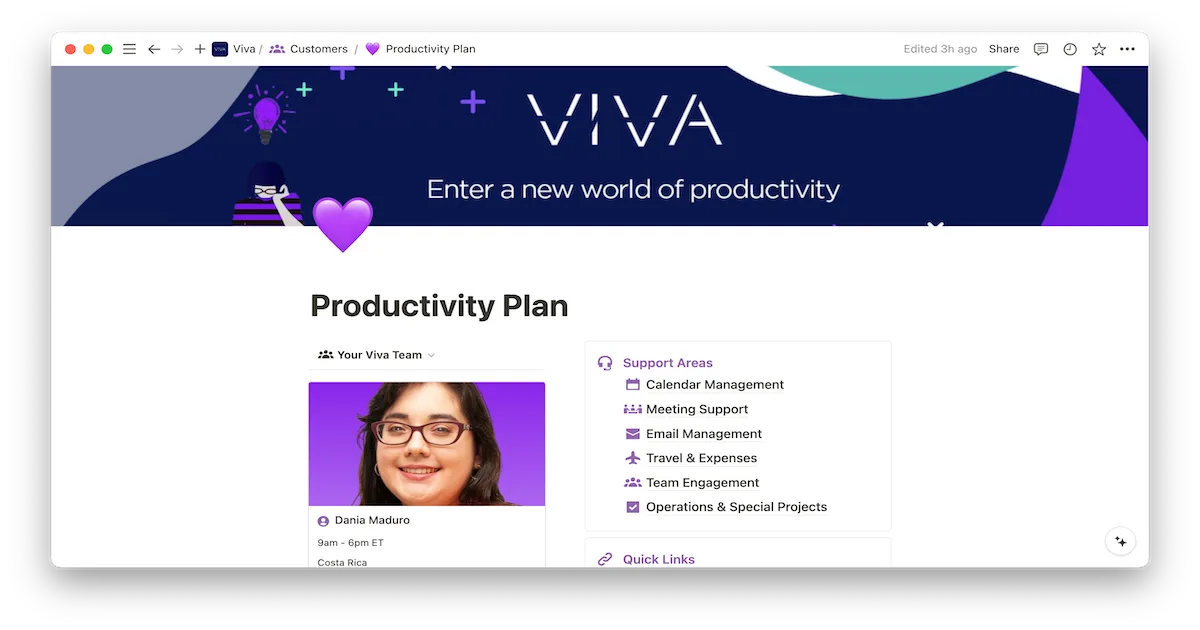 Viva / Customers / Productivity Plan
Edited 3h ago Share
VIVA
Enter a new world of productivity
Productivity Plan
Your Viva Team
Dania Maduro
9am - 6pm ET
Costa Rica
Support Areas
Calendar Management
Meeting Support
Email Management
Travel & Expenses
Team Engagement
Operations & Special Projects
Quick Links